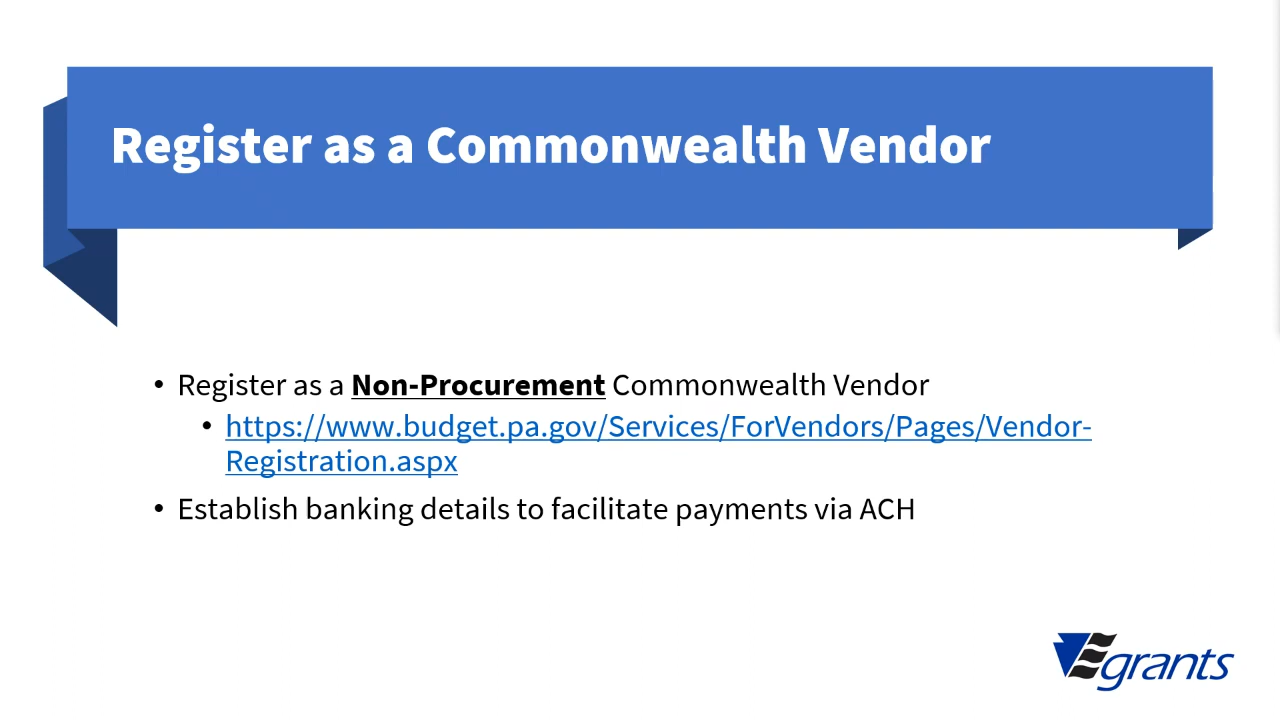 Register as a Commonwealth Vendor
• Register as a Non-Procurement Commonwealth Vendor
• https://www.budget.pa.gov/Services/ForVendors/Pages/Vendor-
Registration.aspx
• Establish banking details to facilitate payments via ACH
Egrants